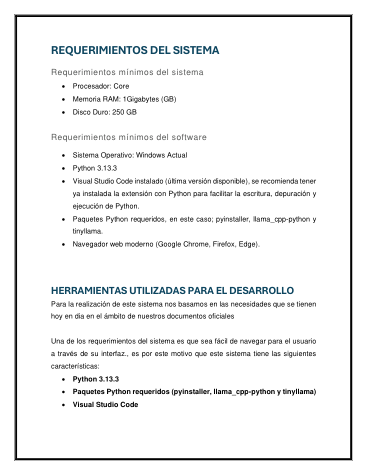 REQUERIMIENTOS DEL SISTEMA
Requerimientos mínimos del sistema
• Procesador: Core
• Memoria RAM: 1Gigabytes (GB)
• Disco Duro: 250 GB
Requerimientos mínimos del software
• Sistema Operativo: Windows Actual
• Python 3.13.3
• Visual Studio Code instalado (última versión disponible), se recomienda tener
ya instalada la extensión con Python para facilitar la escritura, depuración y
ejecución de Python.
• Paquetes Python requeridos, en este caso; pyinstaller, llama_cpp-python y
tinyllama.
• Navegador web moderno (Google Chrome, Firefox, Edge).
HERRAMIENTAS UTILIZADAS PARA EL DESARROLLO
Para la realización de este sistema nos basamos en las necesidades que se tienen
hoy en dia en el ámbito de nuestros documentos oficiales
Una de los requerimientos del sistema es que sea fácil de navegar para el usuario
a través de su interfaz., es por este motivo que este sistema tiene las siguientes
características:
• Python 3.13.3
• Paquetes Python requeridos (pyinstaller, llama_cpp-python y tinyllama)
• Visual Studio Code